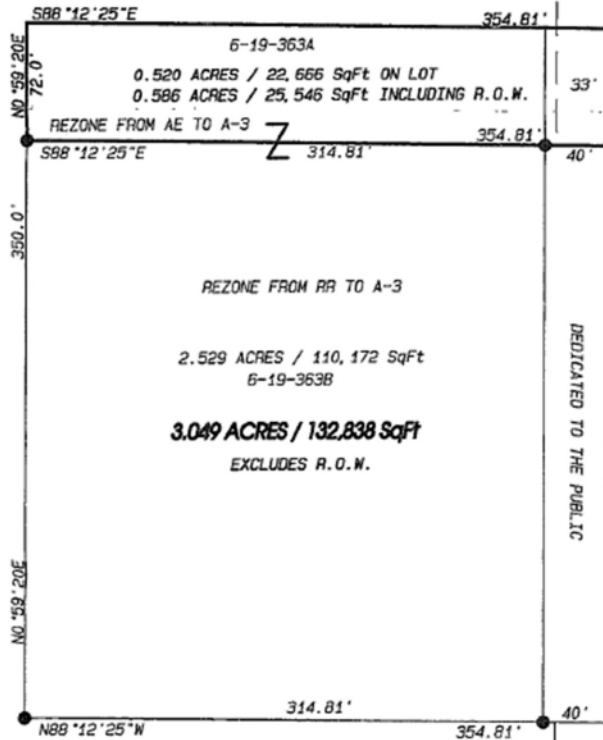 S88°12'25"E 354.81'
6-19-363A
N0°59'20E
72.0'
0.520 ACRES / 22,666 SqFt ON LOT
0.586 ACRES / 25,546 SqFt INCLUDING R.O.W.
33'
REZONE FROM AE TO A-3
354.81'
S88°12'25"E 314.81'
40'
350.0'
REZONE FROM RR TO A-3
2.529 ACRES / 110,172 SqFt
6-19-363B
3.049 ACRES / 132,838 SqFt
EXCLUDES R.O.W.
DEDICATED TO THE PUBLIC
N0°59'20E
314.81'
40'
N88°12'25"W 354.81'